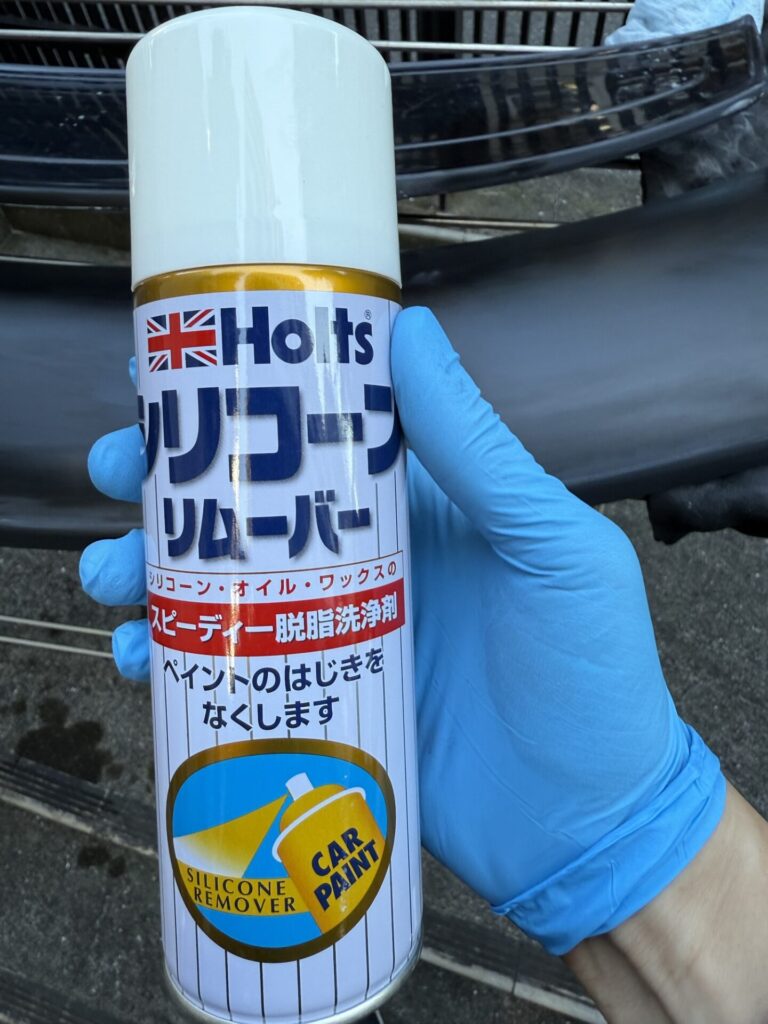 Holts®
シリコーン
リムーバー
シリコーン・オイル・ワックスの
スピーディー脱脂洗浄剤
ペイントのはじきを
なくします
CAR
PAINT
SILICONE
REMOVER